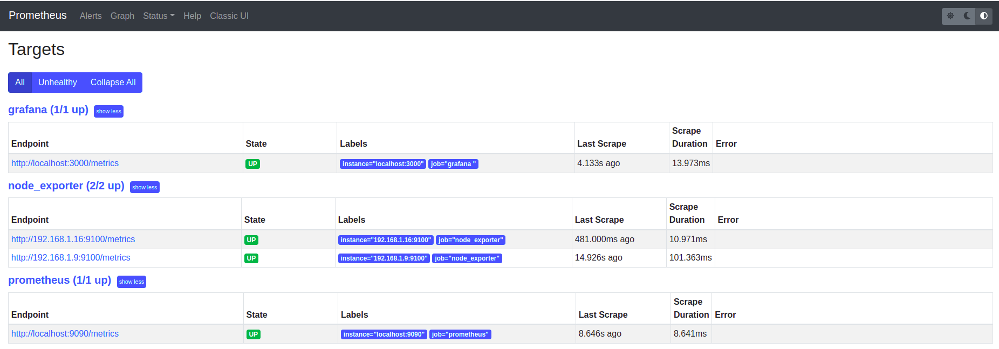 Prometheus Alerts Graph Status Help Classic UI
Targets
All Unhealthy Collapse All
grafana (1/1 up) show less
Endpoint State Labels Last Scrape Scrape Duration Error
http://localhost:3000/metrics UP instance="localhost:3000" job="grafana " 4.133s ago 13.973ms
node_exporter (2/2 up) show less
Endpoint State Labels Last Scrape Scrape Duration Error
http://192.168.1.16:9100/metrics UP instance="192.168.1.16:9100" job="node_exporter" 481.000ms ago 10.971ms
http://192.168.1.9:9100/metrics UP instance="192.168.1.9:9100" job="node_exporter" 14.926s ago 101.363ms
prometheus (1/1 up) show less
Endpoint State Labels Last Scrape Scrape Duration Error
http://localhost:9090/metrics UP instance="localhost:9090" job="prometheus" 8.646s ago 8.641ms